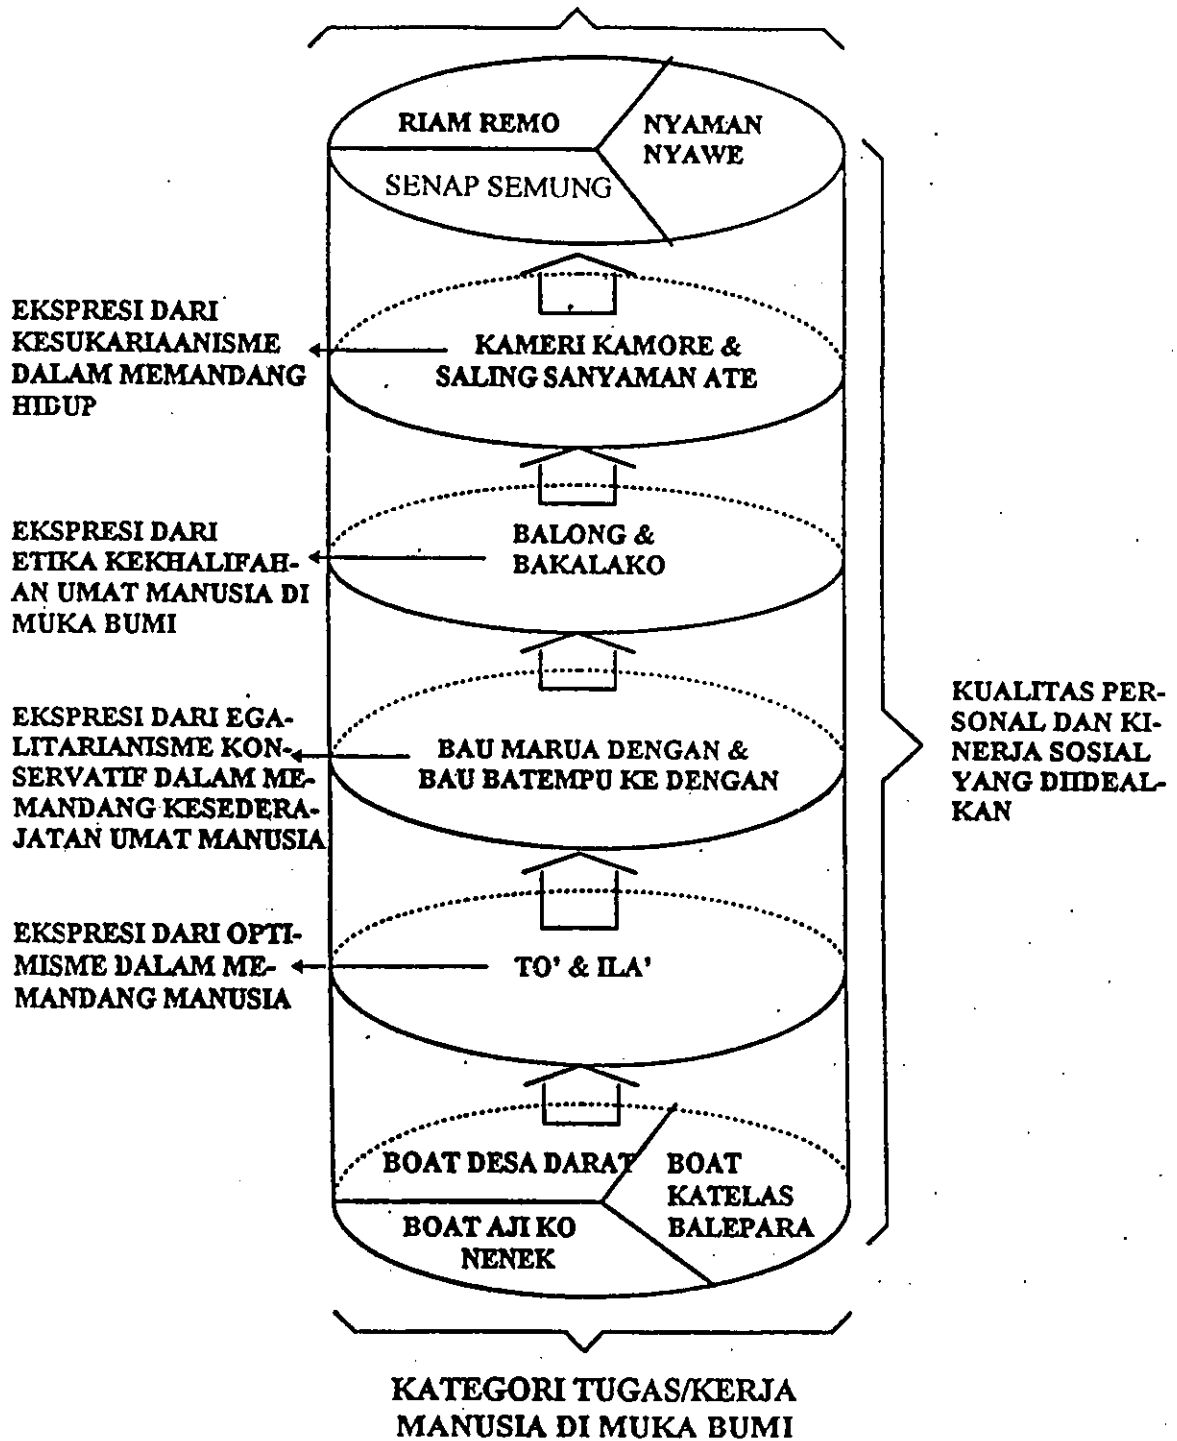 RIAM REMO
NYAMAN
NYAWE
SENAP SEMUNG
EKSPRESI DARI
KESUKARIAANISME
DALAM MEMANDANG
HIDUP
KAMERI KAMORE &
SALING SANYAMAN ATE
EKSPRESI DARI
ETIKA KEKHALIFAH-
AN UMAT MANUSIA DI
MUKA BUMI
BALONG &
BAKALAKO
EKSPRESI DARI EGA-
LITARIANISME KON-
SERVATIF DALAM ME-
MANDANG KESEDERA-
JATAN UMAT MANUSIA
BAU MARUA DENGAN &
BAU BATEMPU KE DENGAN
KUALITAS PER-
SONAL DAN KI-
NERJA SOSIAL
YANG DIIDEAL-
KAN
EKSPRESI DARI OPTI-
MISME DALAM ME-
MANDANG MANUSIA
TO' & ILA'
BOAT DESA DARAT
BOAT
KATELAS
BALEPARA
BOAT AJI KO
NENEK
KATEGORI TUGAS/KERJA
MANUSIA DI MUKA BUMI